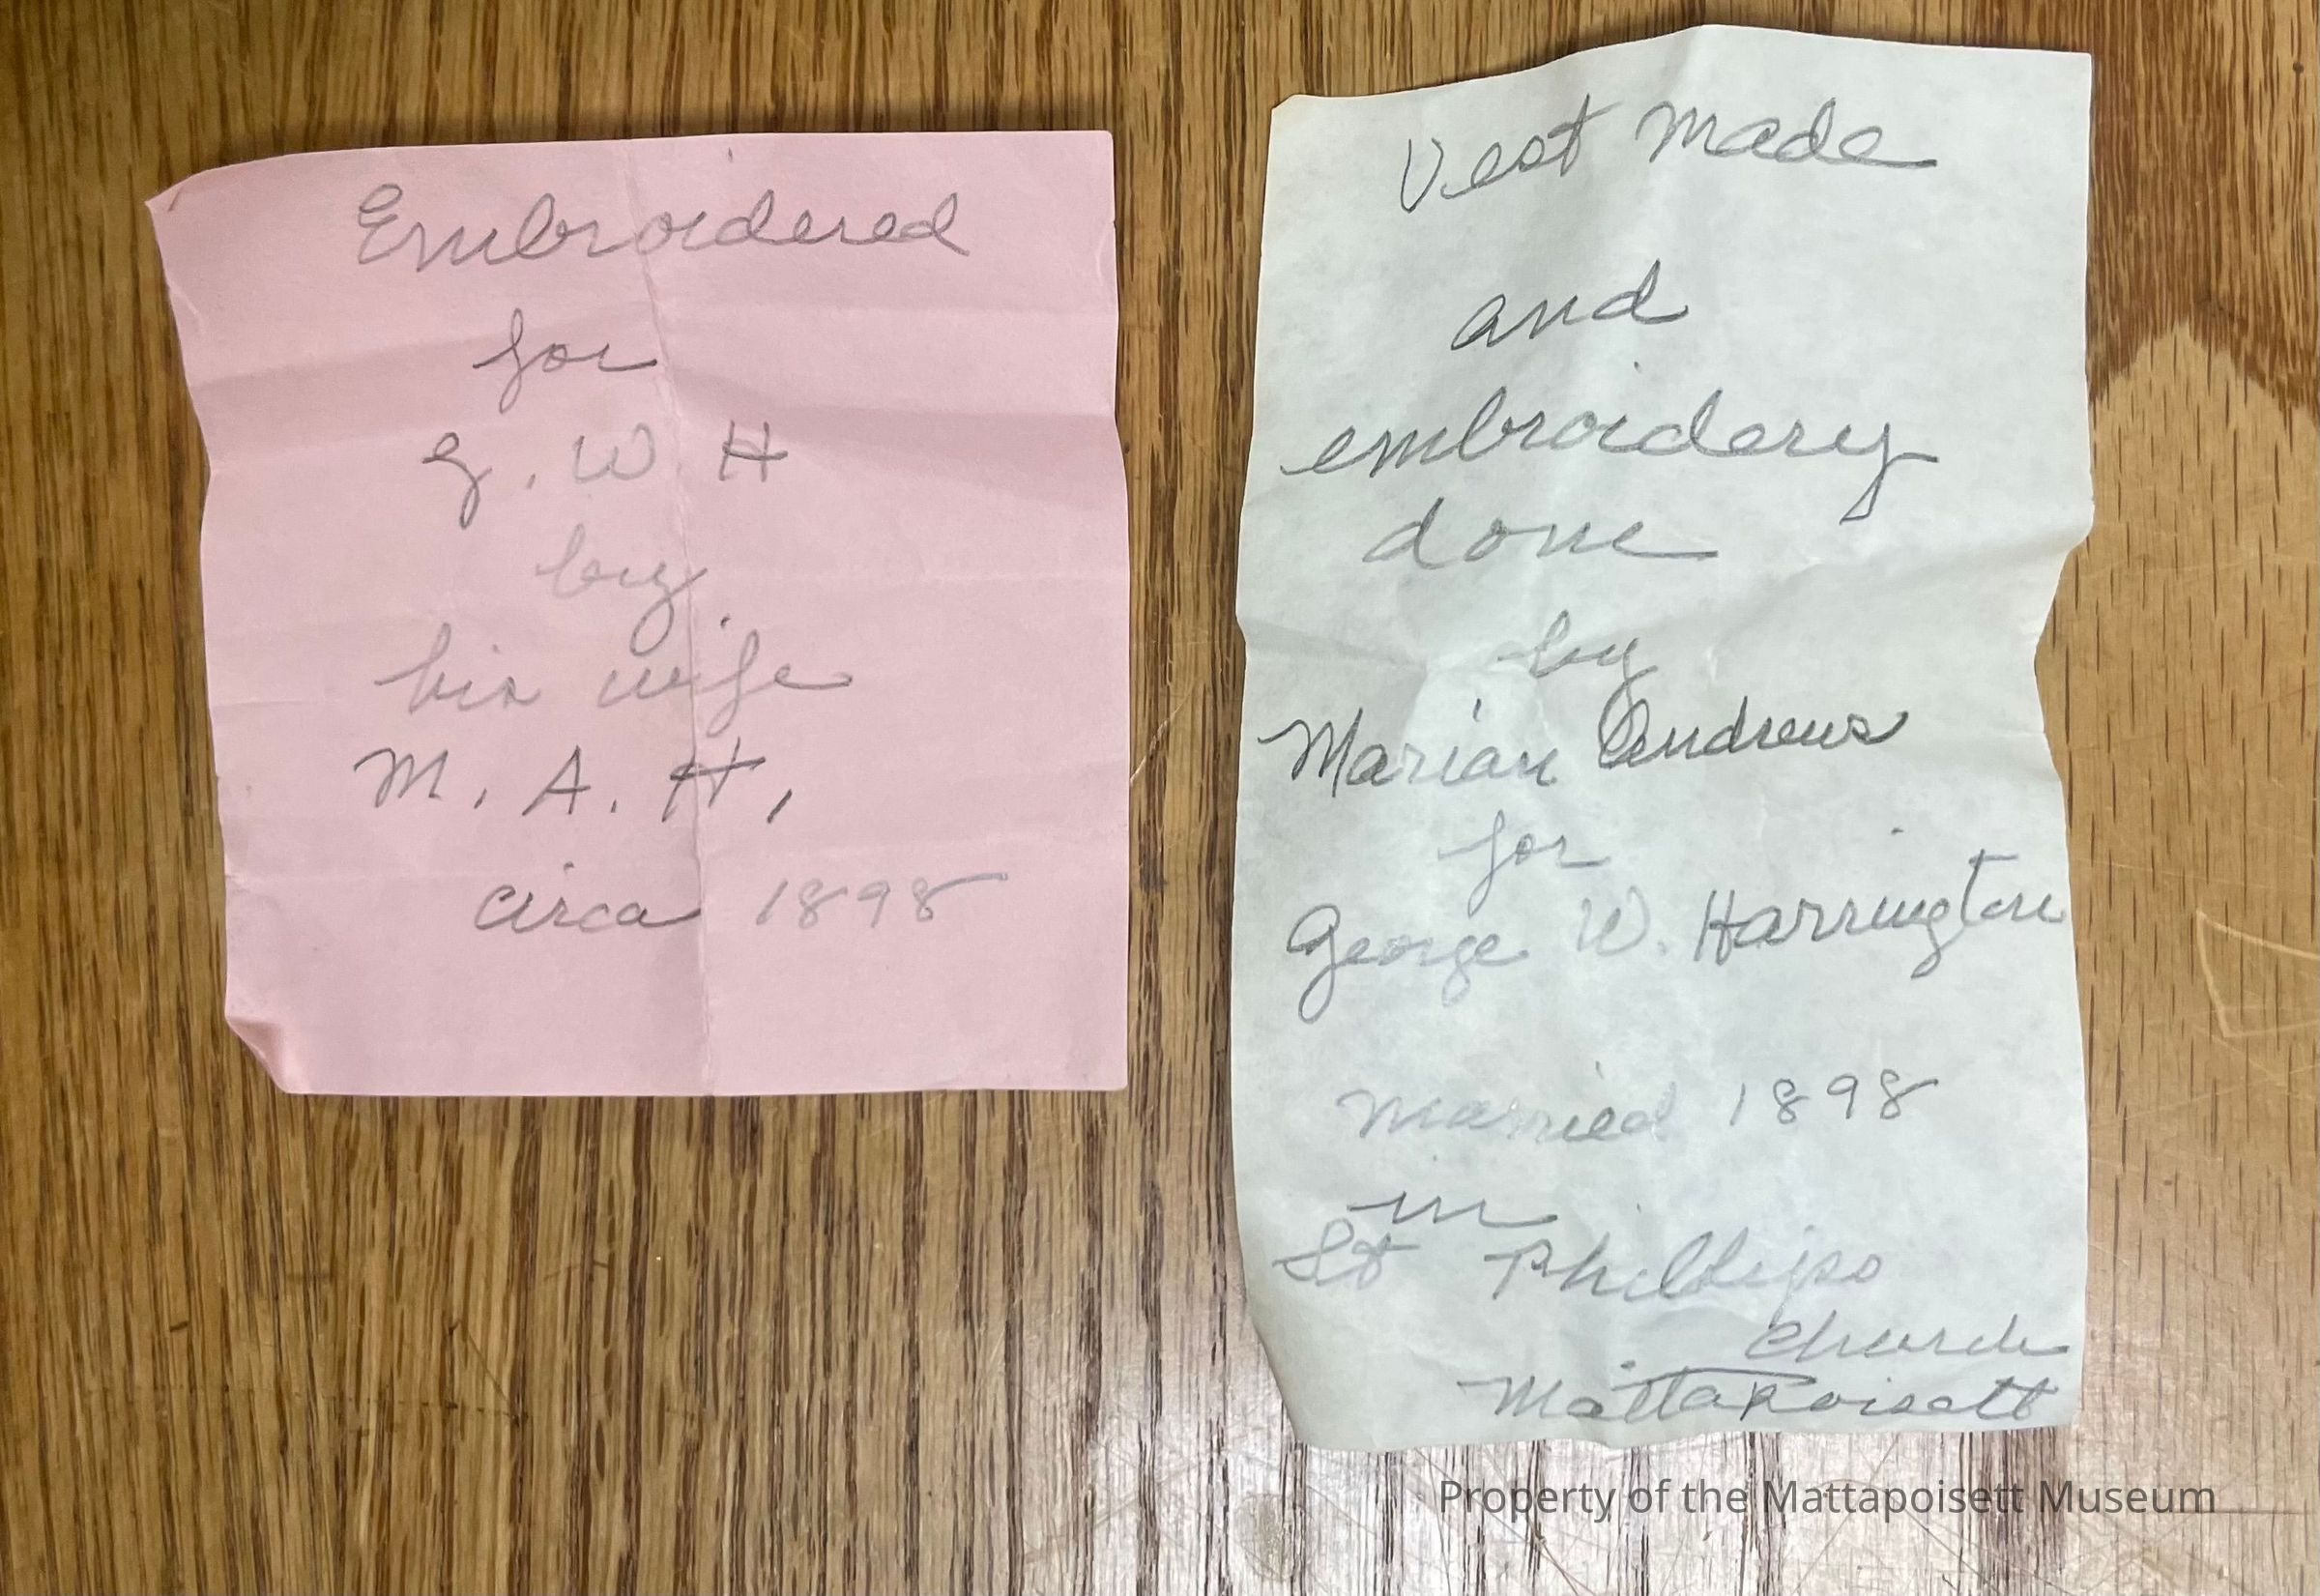 Embroidered
for
G. W. H
by
his wife
M. A. H.
circa 1898
Vest made
and
embroidery
done
by
Marian Andrews
for
George W. Harrington
Married 1898
in
St Phillips
Church
Mattapoisett
Property of the Mattapoisett Museum